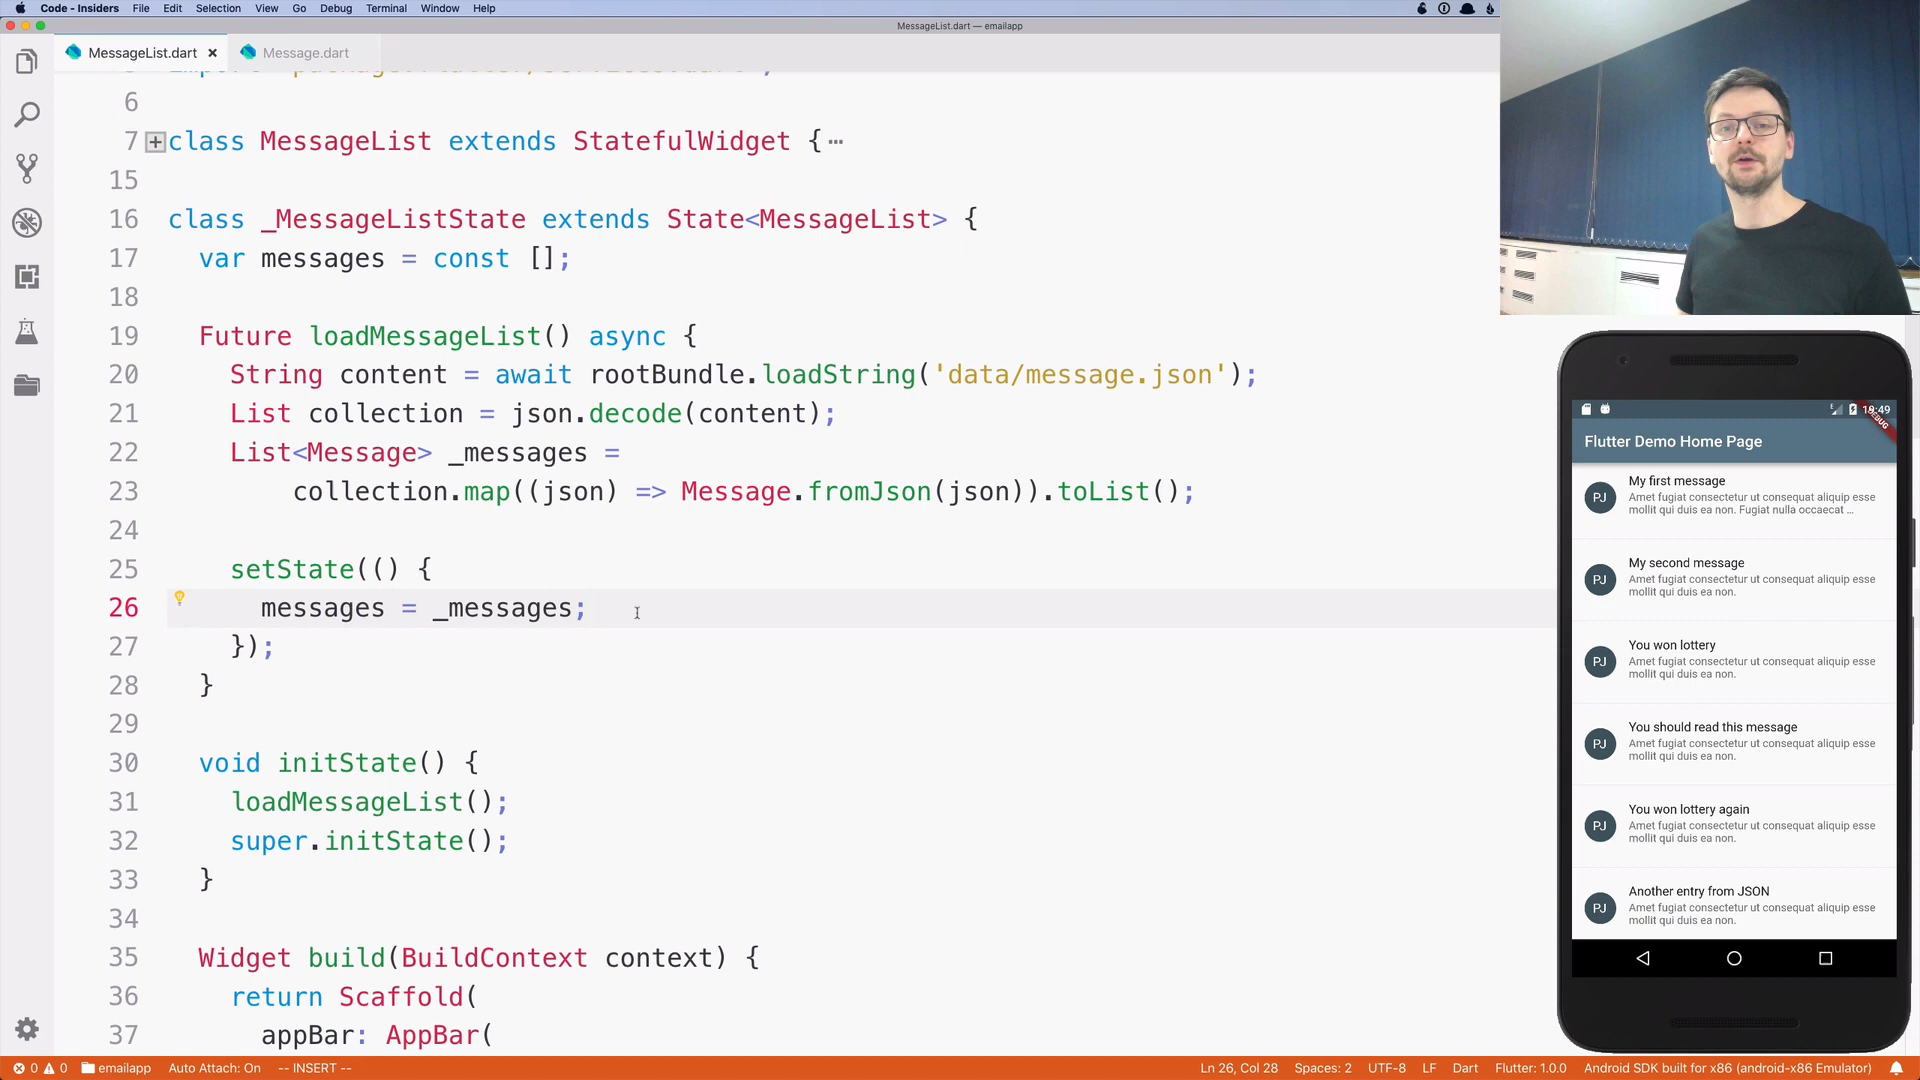 Code - Insiders File Edit Selection View Go Debug Terminal Window Help
MessageList.dart — emailapp
MessageList.dart Message.dart
6
7 class MessageList extends StatefulWidget {
15
16 class _MessageListState extends State<MessageList> {
17 var messages = const [];
18
19 Future loadMessageList() async {
20 String content = await rootBundle.loadString('data/message.json');
21 List collection = json.decode(content);
22 List<Message> _messages =
23 collection.map((json) => Message.fromJson(json)).toList();
24
25 setState(() {
26 messages = _messages;
27 });
28 }
29
30 void initState() {
31 loadMessageList();
32 super.initState();
33 }
34
35 Widget build(BuildContext context) {
36 return Scaffold(
37 appBar: AppBar(
0 0 emailapp Auto Attach: On -- INSERT -- Ln 26, Col 28 Spaces: 2 UTF-8 LF Dart Flutter: 1.0.0 Android SDK built for x86 (android-x86 Emulator)
Flutter Demo Home Page
PJ
My first message
Amet fugiat consectetur ut consequat aliquip esse
mollit qui duis ea non. Fugiat nulla occaecat ...
PJ
My second message
Amet fugiat consectetur ut consequat aliquip esse
mollit qui duis ea non.
PJ
You won lottery
Amet fugiat consectetur ut consequat aliquip esse
mollit qui duis ea non.
PJ
You should read this message
Amet fugiat consectetur ut consequat aliquip esse
mollit qui duis ea non.
PJ
You won lottery again
Amet fugiat consectetur ut consequat aliquip esse
mollit qui duis ea non.
PJ
Another entry from JSON
Amet fugiat consectetur ut consequat aliquip esse
mollit qui duis ea non.